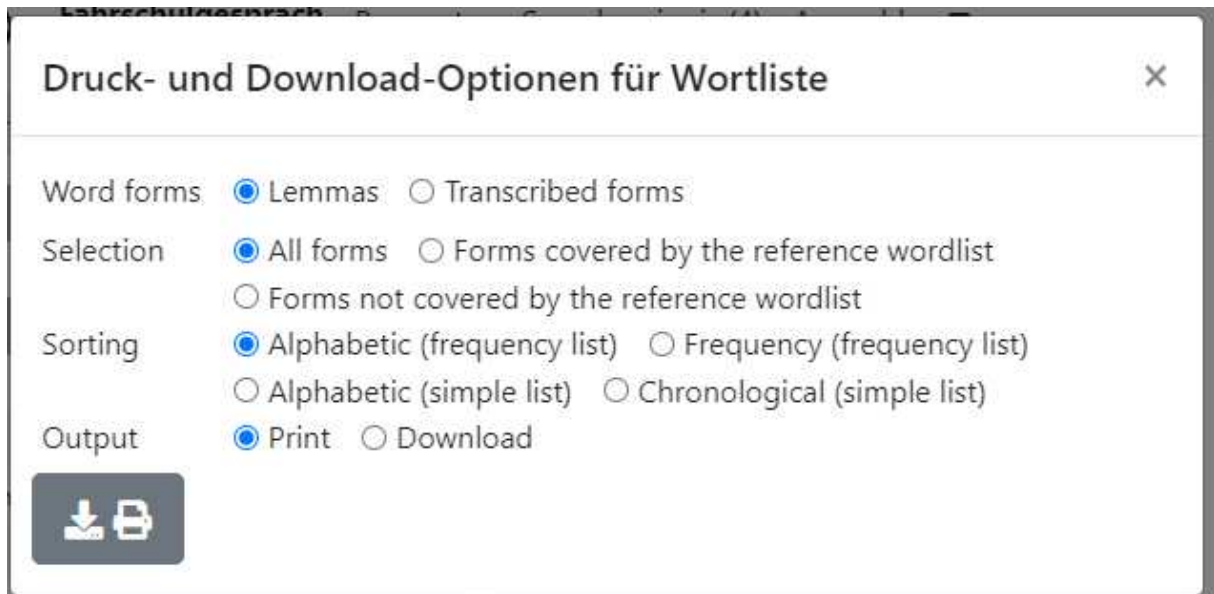 Fahrschulgespräch
Druck- und Download-Optionen für Wortliste ×
Word forms Lemmas Transcribed forms
Selection All forms Forms covered by the reference wordlist
Forms not covered by the reference wordlist
Sorting Alphabetic (frequency list) Frequency (frequency list)
Alphabetic (simple list) Chronological (simple list)
Output Print Download